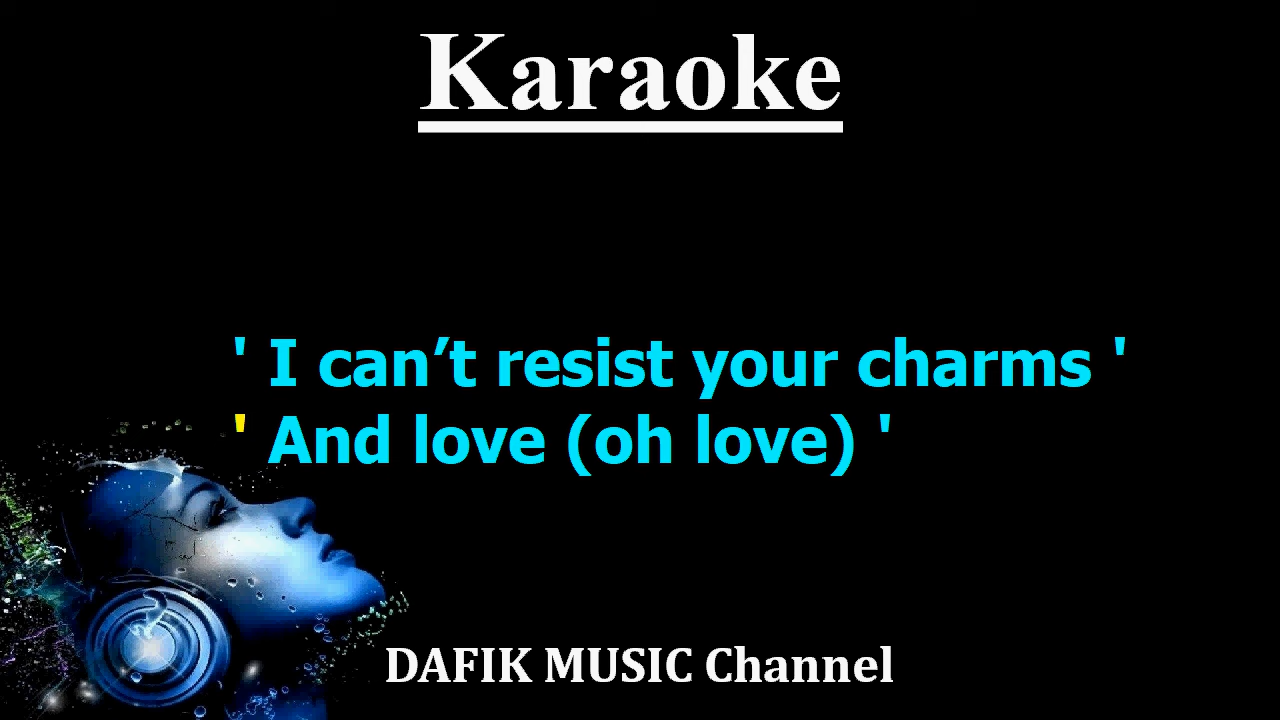 Karaoke
' I can’t resist your charms '
' And love (oh love) '
DAFIK MUSIC Channel